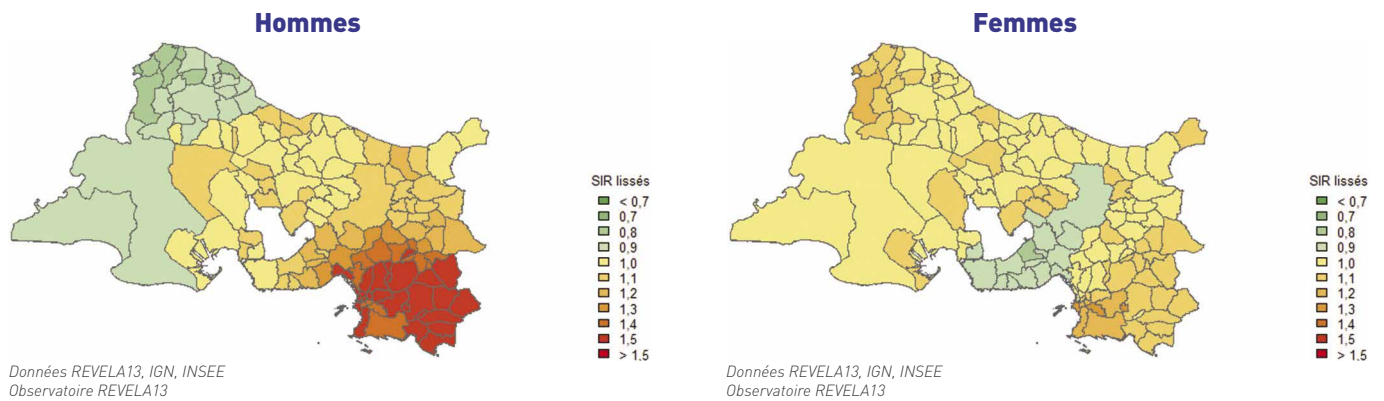 Hommes
SIR lissés
< 0,7
0,7
0,8
0,9
1,0
1,1
1,2
1,3
1,4
1,5
> 1.5
Données REVELA13, IGN, INSEE
Observatoire REVELA13
Femmes
SIR lissés
< 0,7
0,7
0,8
0,9
1,0
1,1
1,2
1,3
1,4
1,5
> 1.5
Données REVELA13, IGN, INSEE
Observatoire REVELA13